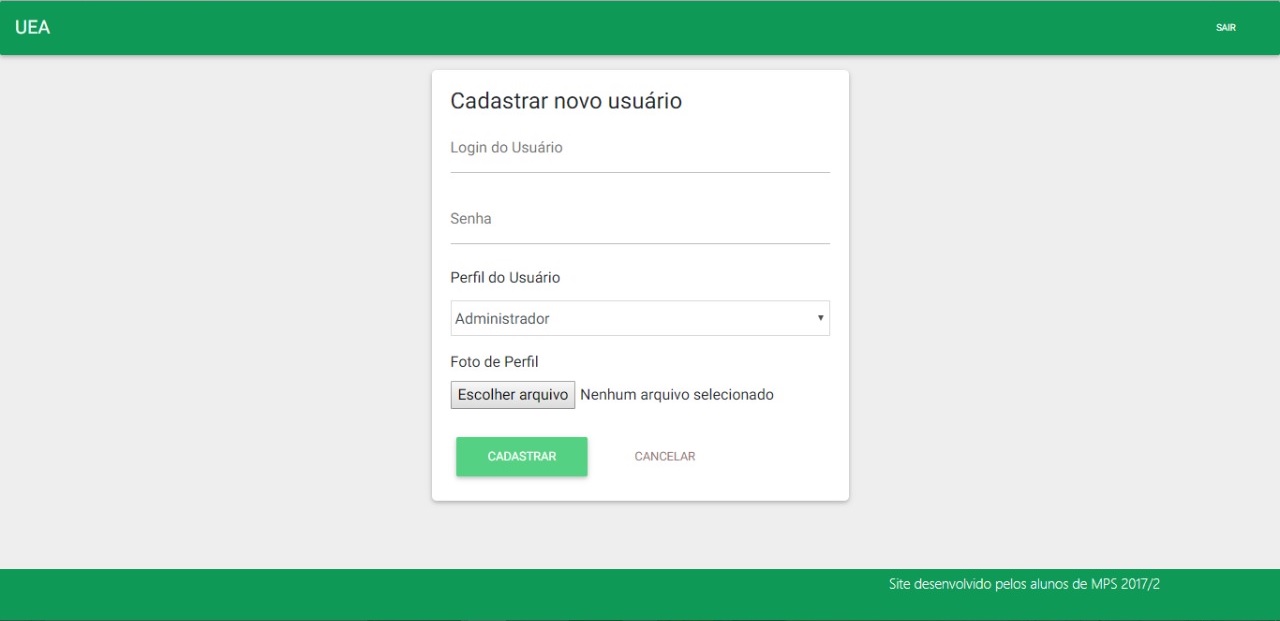 UEA
SAIR
Cadastrar novo usuário
Login do Usuário
Senha
Perfil do Usuário
Administrador
Foto de Perfil
Escolher arquivo Nenhum arquivo selecionado
CADASTRAR
CANCELAR
Site desenvolvido pelos alunos de MPS 2017/2